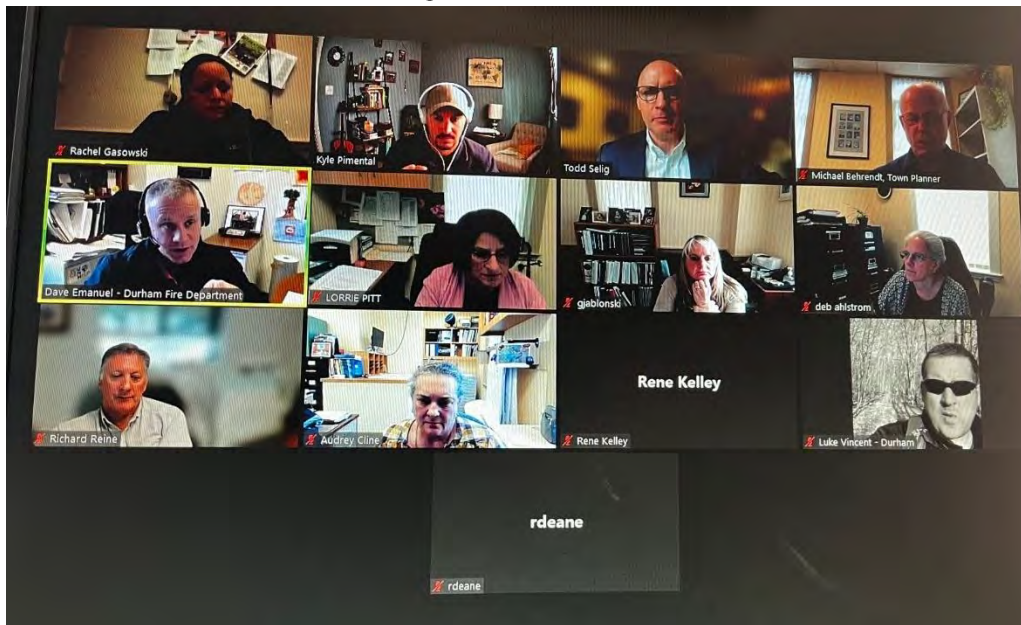 Rachel Gasowski
Kyle Pimental
Todd Selig
Michael Behrendt, Town Planner
Dave Emanuel - Durham Fire Department
LORRIE PITT
gjablonski
deb ahlstrom
Richard Reine
Audrey Cline
Rene Kelley
Rene Kelley
Luke Vincent - Durham
rdeane
rdeane